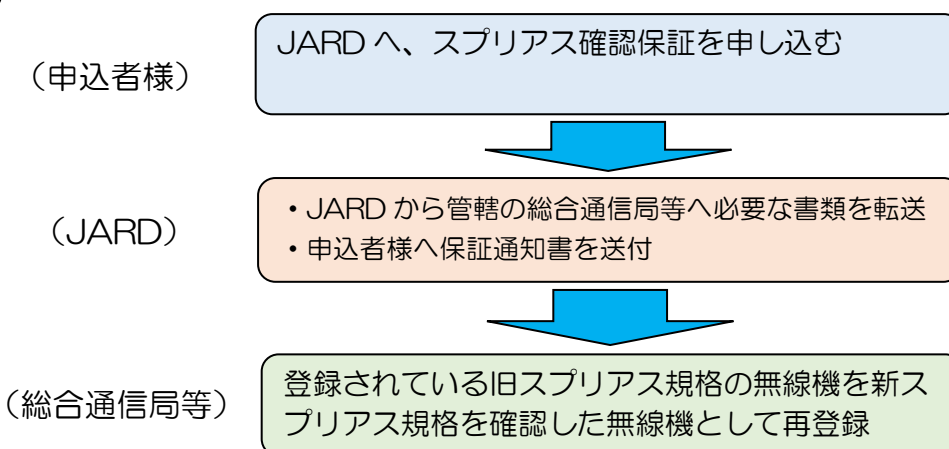 JARD へ、スプリアス確認保証を申し込む
（申込者様）
・JARD から管轄の総合通信局等へ必要な書類を転送
（JARD）
・申込者様へ保証通知書を送付
登録されている旧スプリアス規格の無線機を新ス
（総合通信局等）
プリアス規格を確認した無線機として再登録